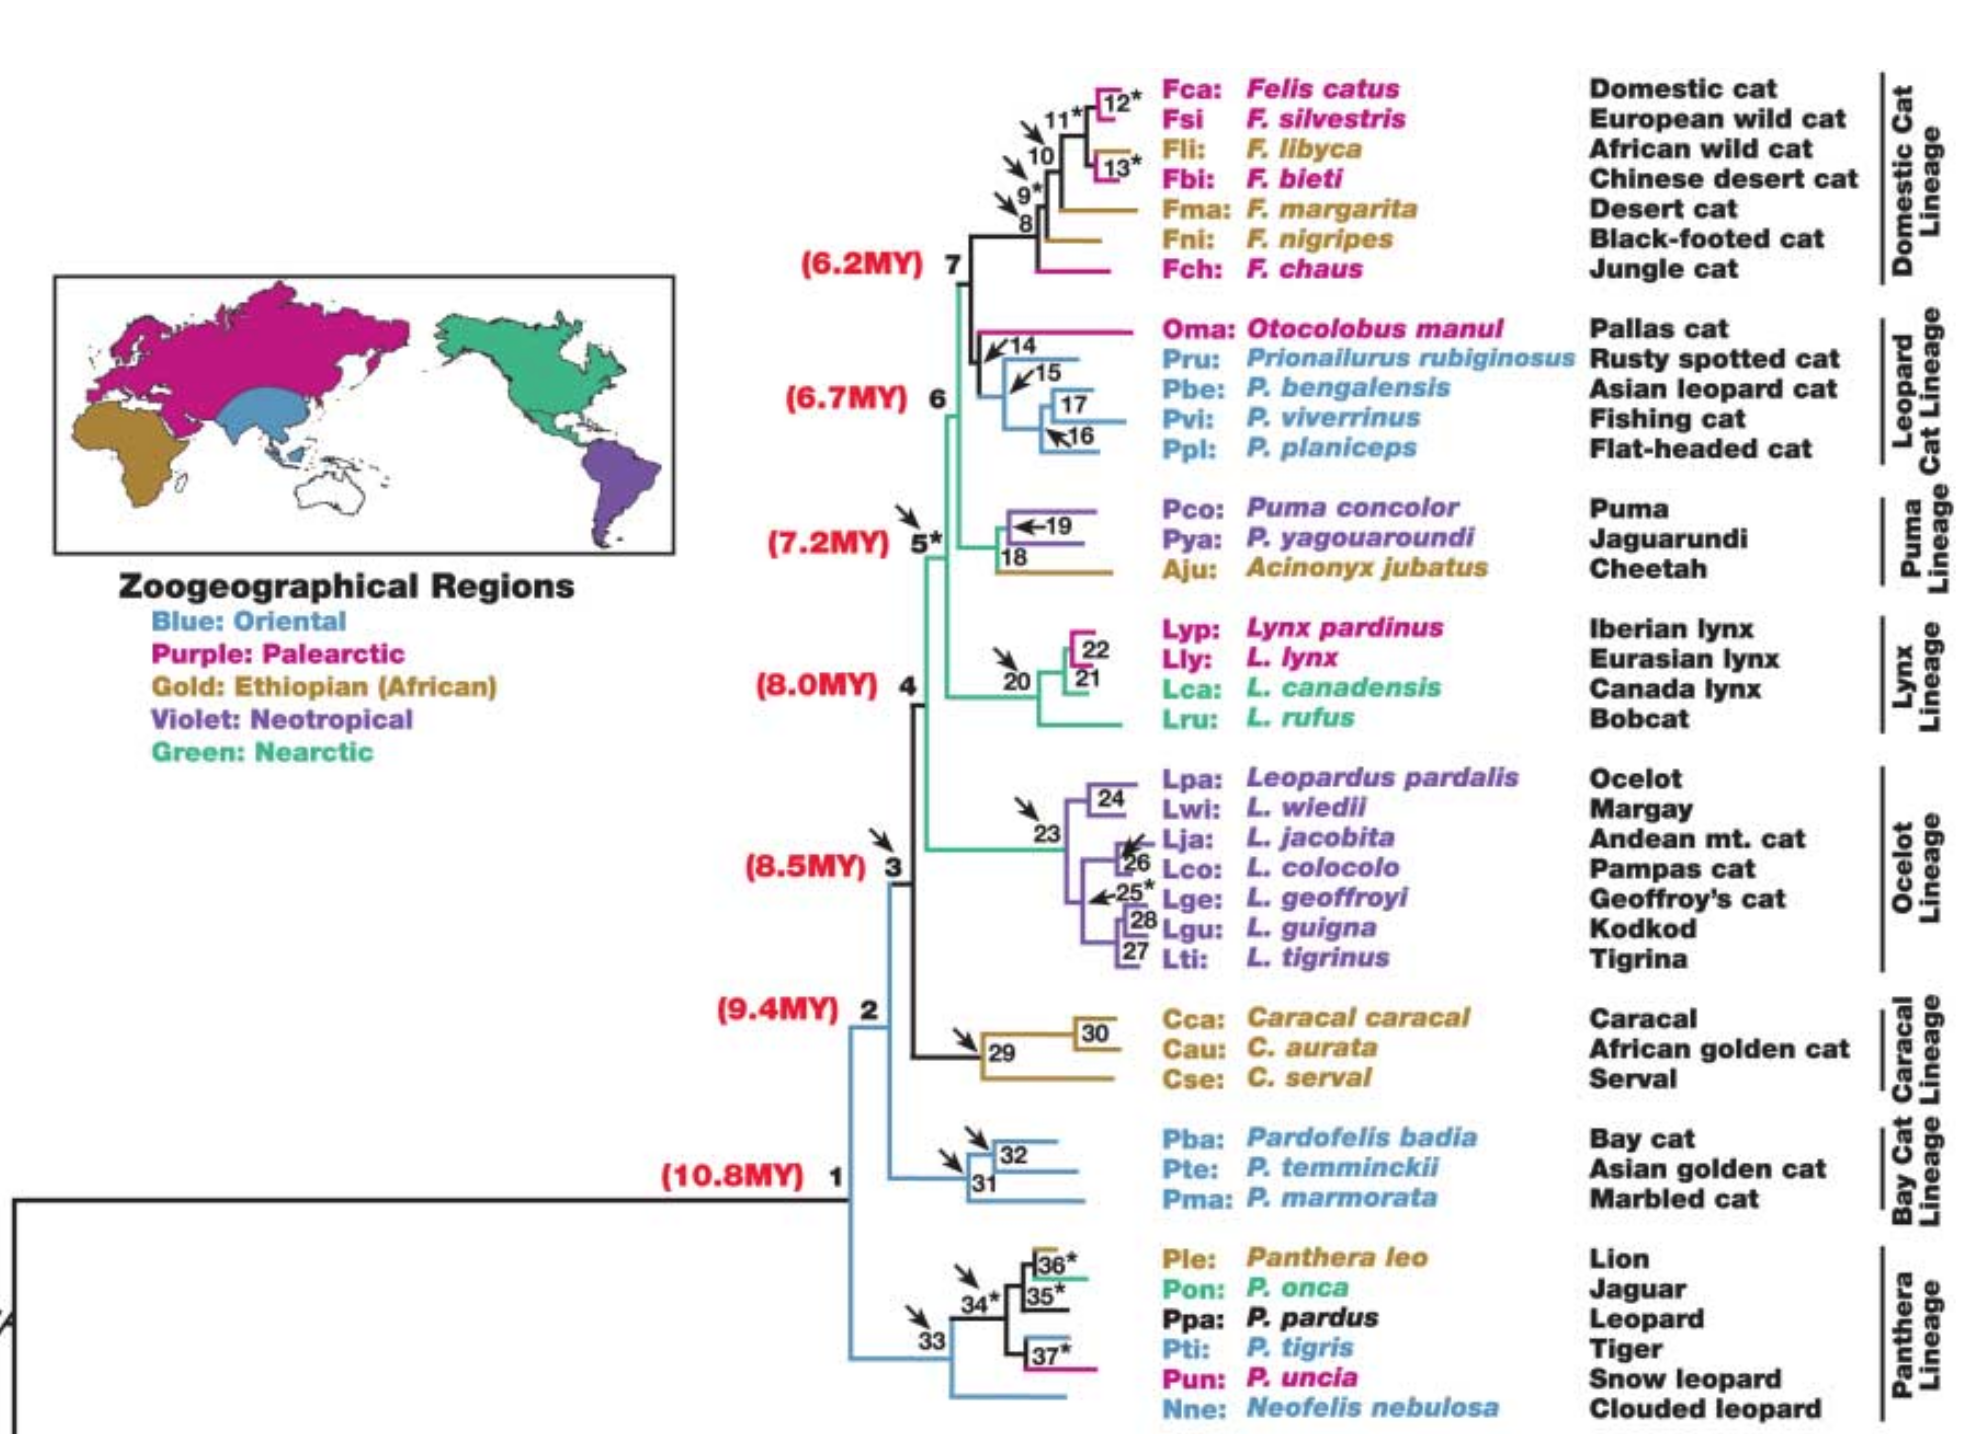 Fca: Felis catus Domestic cat
Fsi F. silvestris European wild cat
Fli: F. libyca African wild cat
Fbi: F. bieti Chinese desert cat
Fma: F. margarita Desert cat
Fni: F. nigripes Black-footed cat
Fch: F. chaus Jungle cat
Domestic Cat
Lineage
12*
11*
10
13*
9*
8
(6.2MY) 7
Oma: Otocolobus manul Pallas cat
Pru: Prionailurus rubiginosus Rusty spotted cat
Pbe: P. bengalensis Asian leopard cat
Pvi: P. viverrinus Fishing cat
Ppl: P. planiceps Flat-headed cat
Leopard
Cat Lineage
14
15
17
16
(6.7MY) 6
Pco: Puma concolor Puma
Pya: P. yagouaroundi Jaguarundi
Aju: Acinonyx jubatus Cheetah
Puma
Lineage
19
18
(7.2MY) 5*
Lyp: Lynx pardinus Iberian lynx
Lly: L. lynx Eurasian lynx
Lca: L. canadensis Canada lynx
Lru: L. rufus Bobcat
Lynx
Lineage
22
21
20
(8.0MY) 4
Lpa: Leopardus pardalis Ocelot
Lwi: L. wiedii Margay
Lja: L. jacobita Andean mt. cat
Lco: L. colocolo Pampas cat
Lge: L. geoffroyi Geoffroy's cat
Lgu: L. guigna Kodkod
Lti: L. tigrinus Tigrina
Ocelot
Lineage
24
23
26
25*
28
27
(8.5MY) 3
Cca: Caracal caracal Caracal
Cau: C. aurata African golden cat
Cse: C. serval Serval
Caracal
Lineage
30
29
(9.4MY) 2
Pba: Pardofelis badia Bay cat
Pte: P. temminckii Asian golden cat
Pma: P. marmorata Marbled cat
Bay Cat
Lineage
32
31
(10.8MY) 1
Ple: Panthera leo Lion
Pon: P. onca Jaguar
Ppa: P. pardus Leopard
Pti: P. tigris Tiger
Pun: P. uncia Snow leopard
Nne: Neofelis nebulosa Clouded leopard
Panthera
Lineage
36*
35*
34*
37*
33
Zoogeographical Regions
Blue: Oriental
Purple: Palearctic
Gold: Ethiopian (African)
Violet: Neotropical
Green: Nearctic